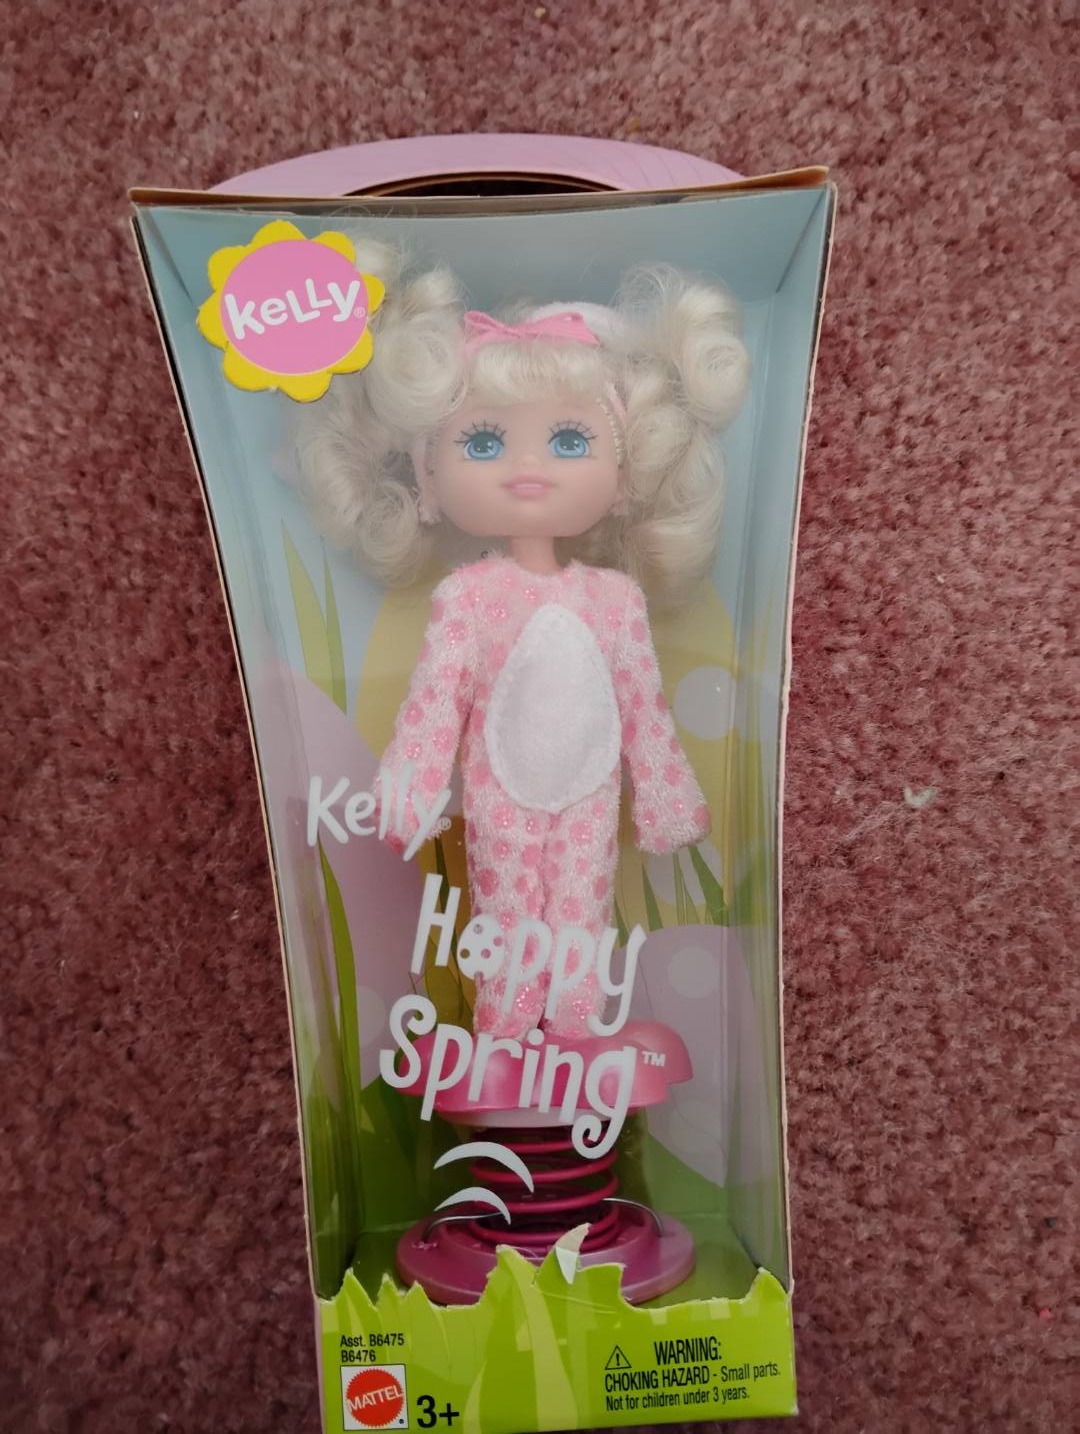 Kelly®
Kelly®
Hoppy
Spring™
Asst. B6475
B6476
MATTEL
3+
WARNING:
CHOKING HAZARD - Small parts.
Not for children under 3 years.